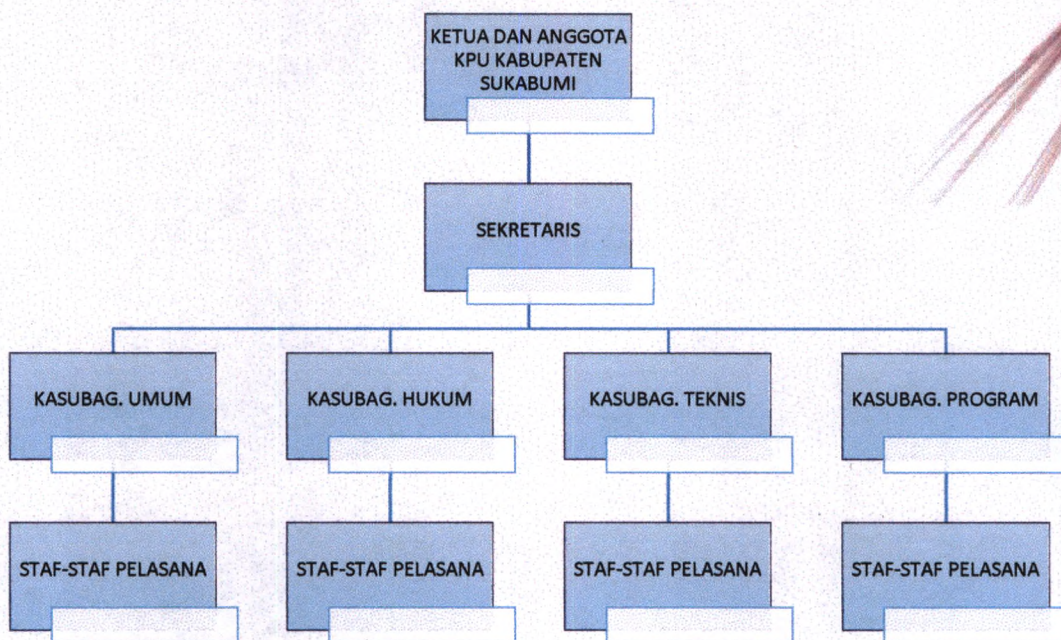 KETUA DAN ANGGOTA
KPU KABUPATEN
SUKABUMI
SEKRETARIS
KASUBAG. UMUM
KASUBAG. HUKUM
KASUBAG. TEKNIS
KASUBAG. PROGRAM
STAF-STAF PELASANA
STAF-STAF PELASANA
STAF-STAF PELASANA
STAF-STAF PELASANA